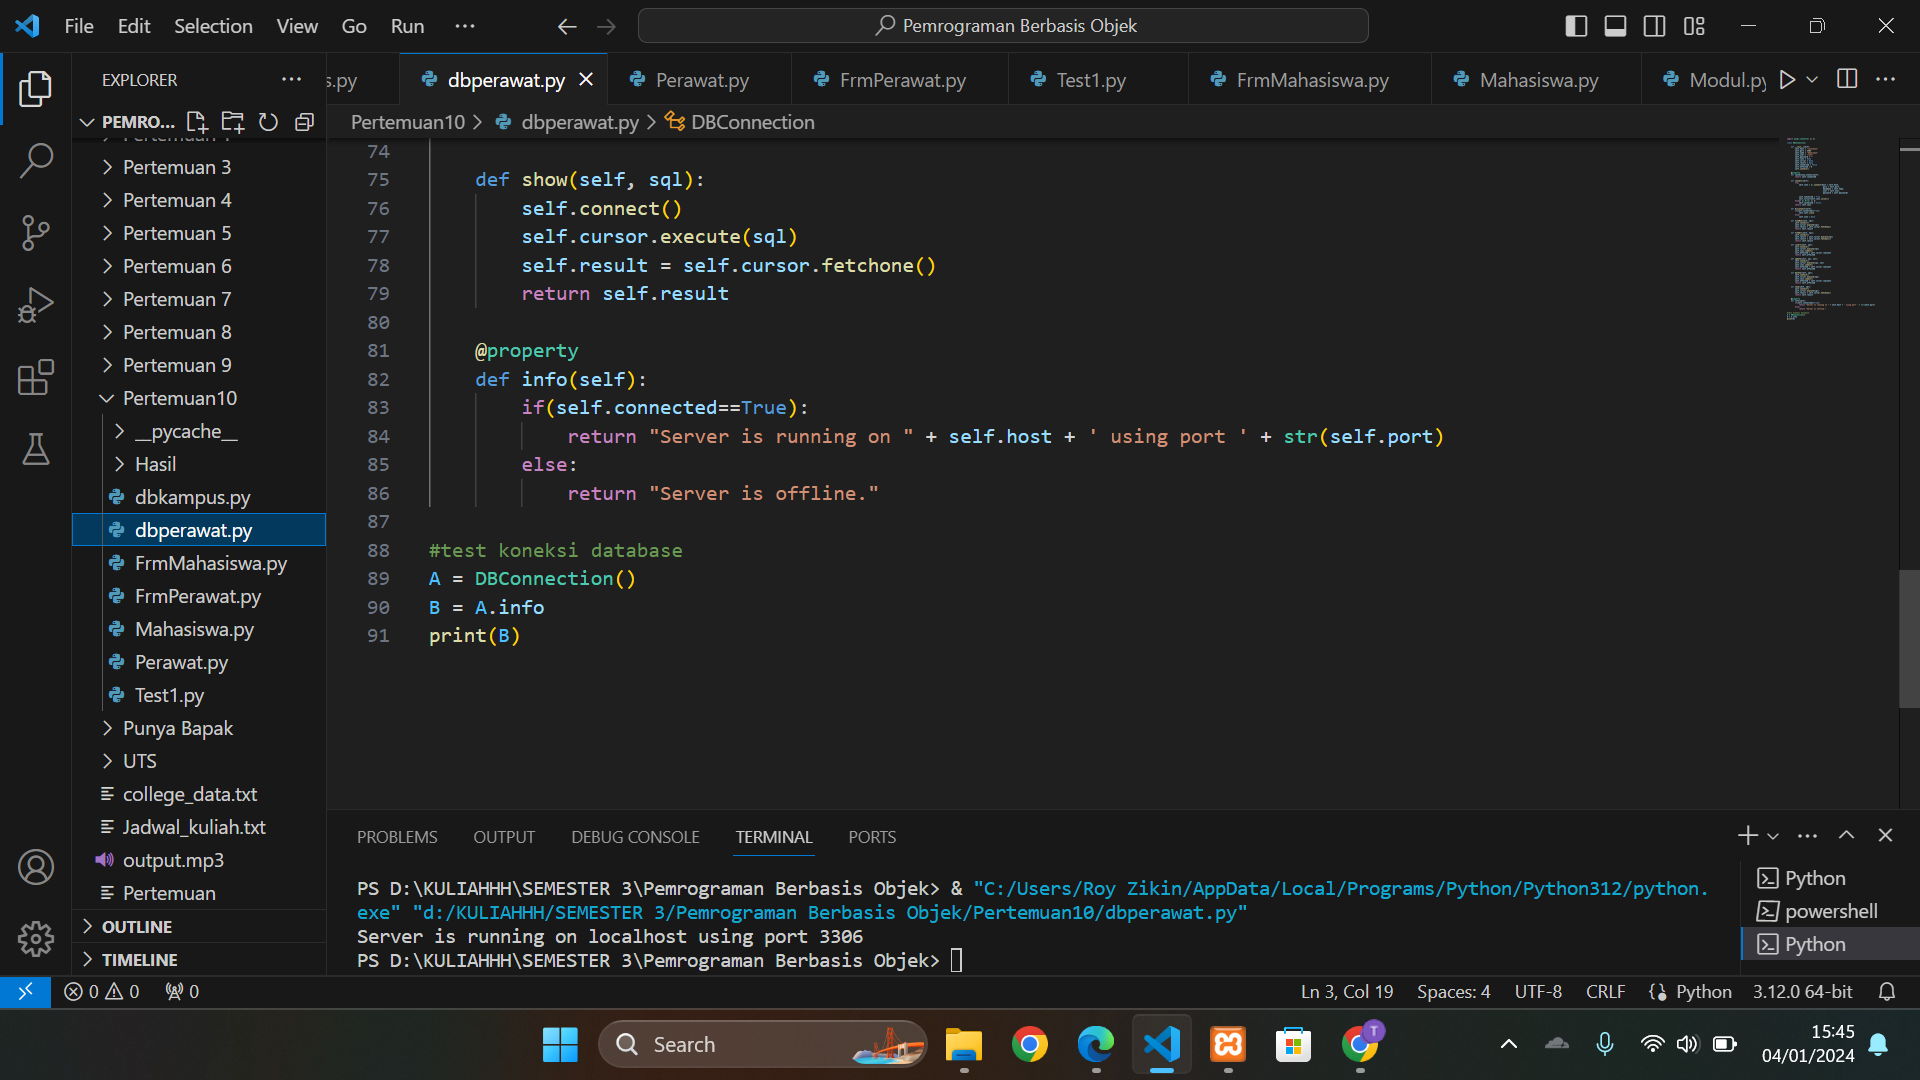 File Edit Selection View Go Run ···
Pemrograman Berbasis Objek
EXPLORER
s.py dbperawat.py Perawat.py FrmPerawat.py Test1.py FrmMahasiswa.py Mahasiswa.py Modul.py
PEMRO...
Pertemuan10 > dbperawat.py > DBConnection
Pertemuan 3
Pertemuan 4
Pertemuan 5
Pertemuan 6
Pertemuan 7
Pertemuan 8
Pertemuan 9
Pertemuan10
__pycache__
Hasil
dbkampus.py
dbperawat.py
FrmMahasiswa.py
FrmPerawat.py
Mahasiswa.py
Perawat.py
Test1.py
Punya Bapak
UTS
college_data.txt
Jadwal_kuliah.txt
output.mp3
Pertemuan
OUTLINE
TIMELINE
74
75 def show(self, sql):
76 self.connect()
77 self.cursor.execute(sql)
78 self.result = self.cursor.fetchone()
79 return self.result
80
81 @property
82 def info(self):
83 if(self.connected==True):
84 return "Server is running on " + self.host + ' using port ' + str(self.port)
85 else:
86 return "Server is offline."
87
88 #test koneksi database
89 A = DBConnection()
90 B = A.info
91 print(B)
PROBLEMS OUTPUT DEBUG CONSOLE TERMINAL PORTS
PS D:\KULIAHHH\SEMESTER 3\Pemrograman Berbasis Objek> & "C:/Users/Roy Zikin/AppData/Local/Programs/Python/Python312/python.
exe" "d:/KULIAHHH/SEMESTER 3/Pemrograman Berbasis Objek/Pertemuan10/dbperawat.py"
Server is running on localhost using port 3306
PS D:\KULIAHHH\SEMESTER 3\Pemrograman Berbasis Objek>
Python
powershell
Python
0 0 0
Ln 3, Col 19 Spaces: 4 UTF-8 CRLF Python 3.12.0 64-bit
Search
T
15:45
04/01/2024